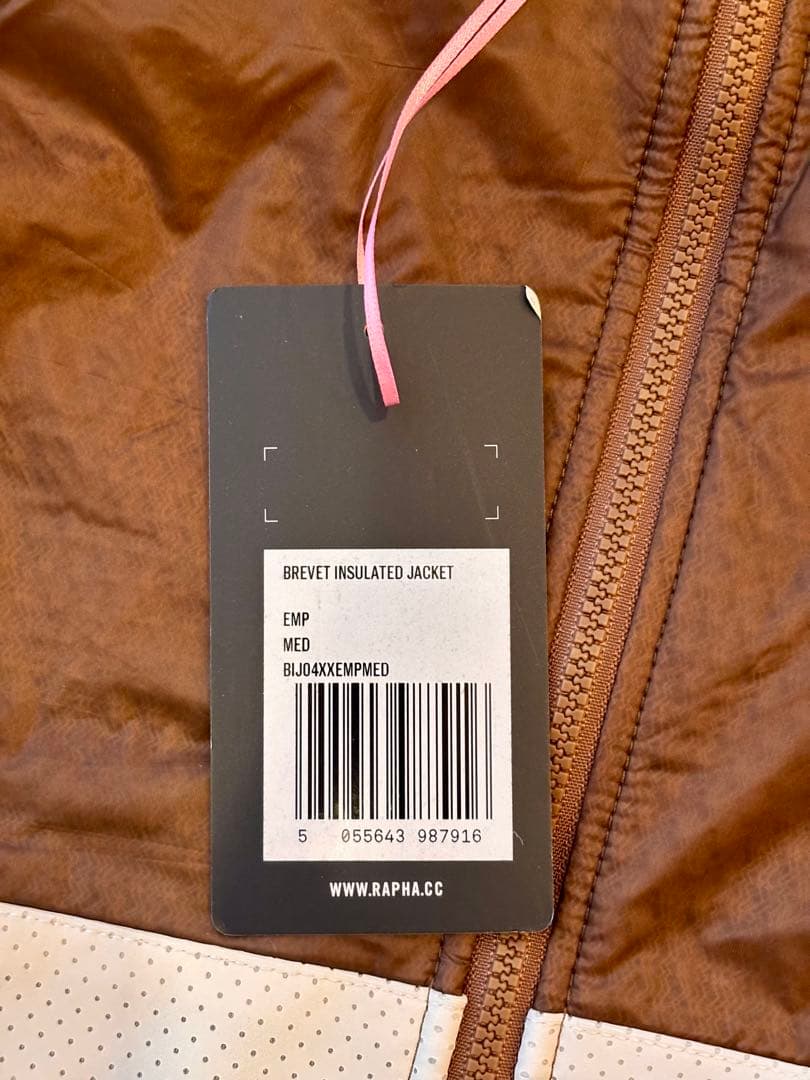 BREVET INSULATED JACKET
EMP
MED
BIJ04XXEMPMED
5 055643 987916
WWW.RAPHA.CC